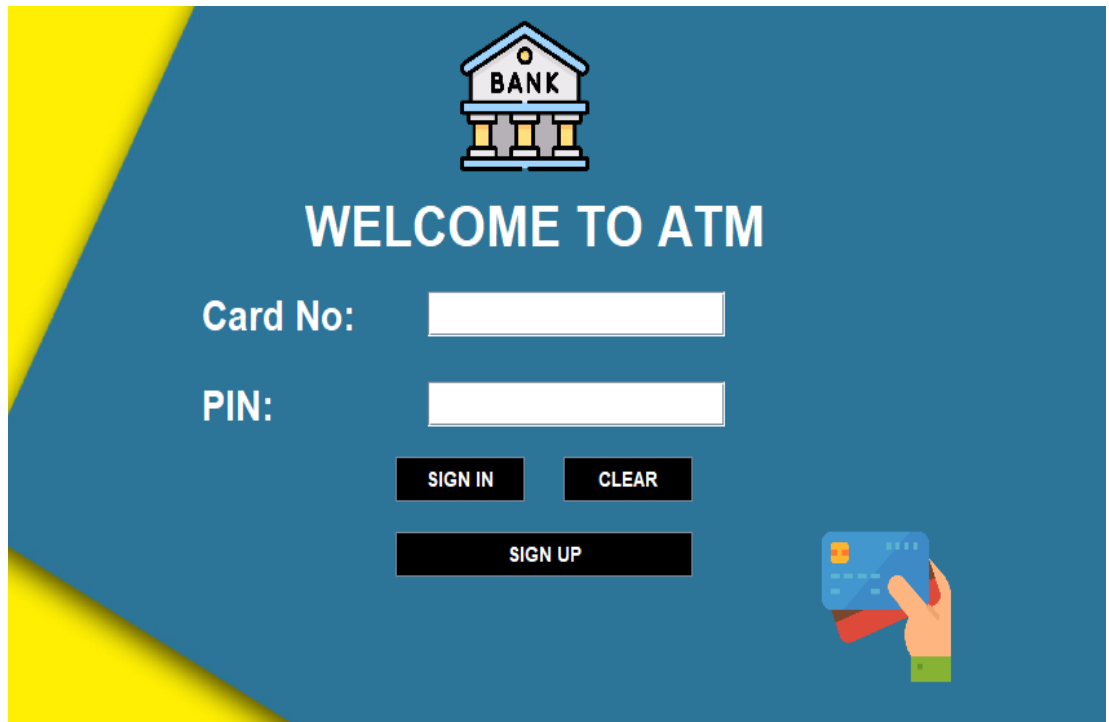 BANK
WELCOME TO ATM
Card No:
PIN:
SIGN IN CLEAR
SIGN UP